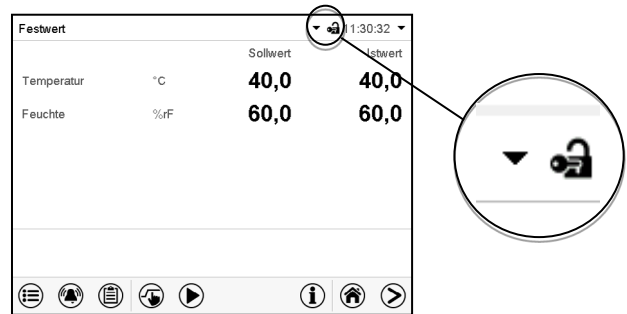 Festwert 11:30:32
Sollwert Istwert
Temperatur °C 40,0 40,0
Feuchte %rF 60,0 60,0